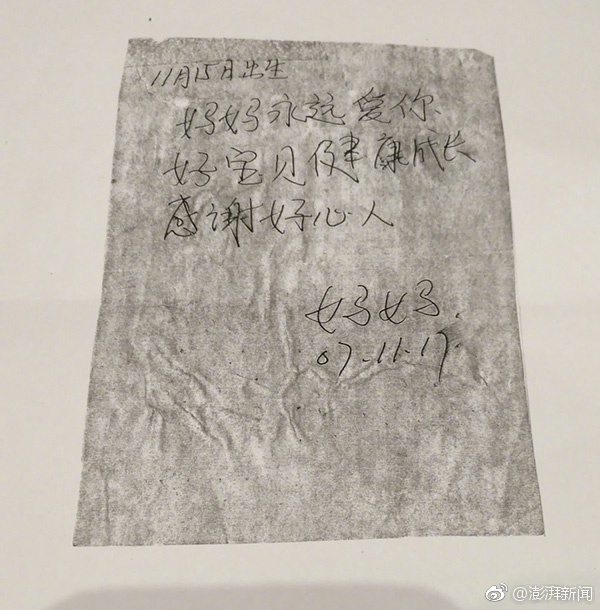 11月15月出生
妈妈永远爱你
好宝贝健康成长
感谢好心人
妈妈.
07.11.17.
@澎湃新闻